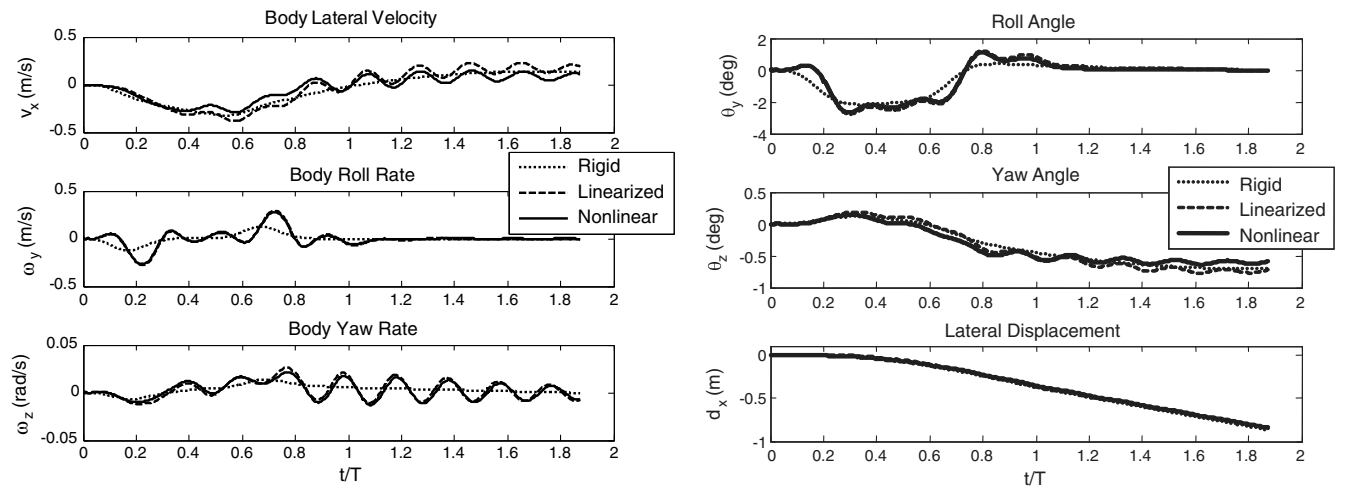 Body Lateral Velocity
0.5
0
-0.5
v_x (m/s)
0 0.2 0.4 0.6 0.8 1 1.2 1.4 1.6 1.8 2
Body Roll Rate
0.5
0
-0.5
ω_y (m/s)
0 0.2 0.4 0.6 0.8 1 1.2 1.4 1.6 1.8 2
Rigid
Linearized
Nonlinear
Body Yaw Rate
0.05
0
-0.05
ω_z (rad/s)
0 0.2 0.4 0.6 0.8 1 1.2 1.4 1.6 1.8 2
t/T
Roll Angle
2
0
-2
-4
θ_y (deg)
0 0.2 0.4 0.6 0.8 1 1.2 1.4 1.6 1.8 2
Yaw Angle
0.5
0
-0.5
-1
θ_z (deg)
0 0.2 0.4 0.6 0.8 1 1.2 1.4 1.6 1.8 2
Rigid
Linearized
Nonlinear
Lateral Displacement
0
-0.5
-1
d_x (m)
0 0.2 0.4 0.6 0.8 1 1.2 1.4 1.6 1.8 2
t/T